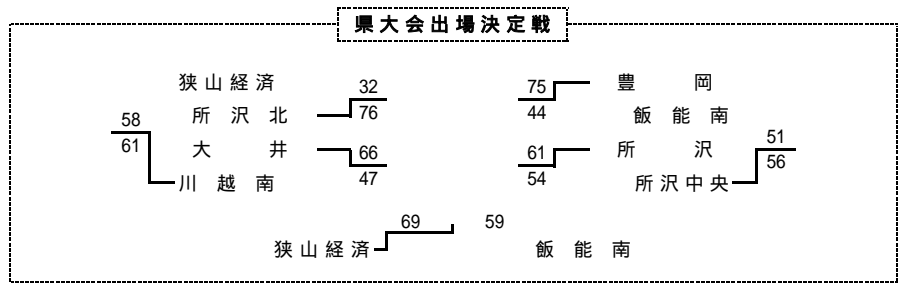 県大会出場決定戦
狭山経済 32 75 豊岡
所沢北 76 44 飯能南
58 51
61 大井 66 61 所沢 56
川越南 47 54 所沢中央
69 59
狭山経済 飯能南